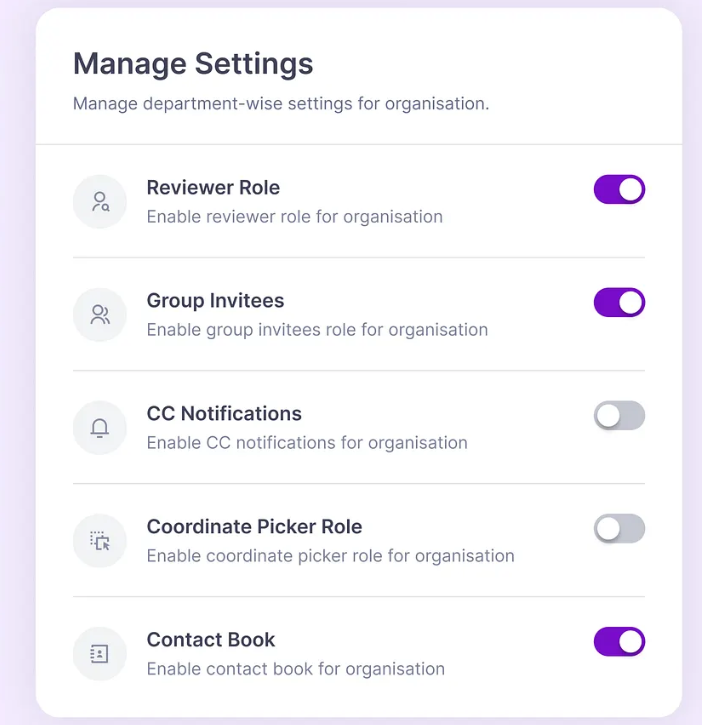 Manage Settings
Manage department-wise settings for organisation.
Reviewer Role
Enable reviewer role for organisation
Group Invitees
Enable group invitees role for organisation
CC Notifications
Enable CC notifications for organisation
Coordinate Picker Role
Enable coordinate picker role for organisation
Contact Book
Enable contact book for organisation